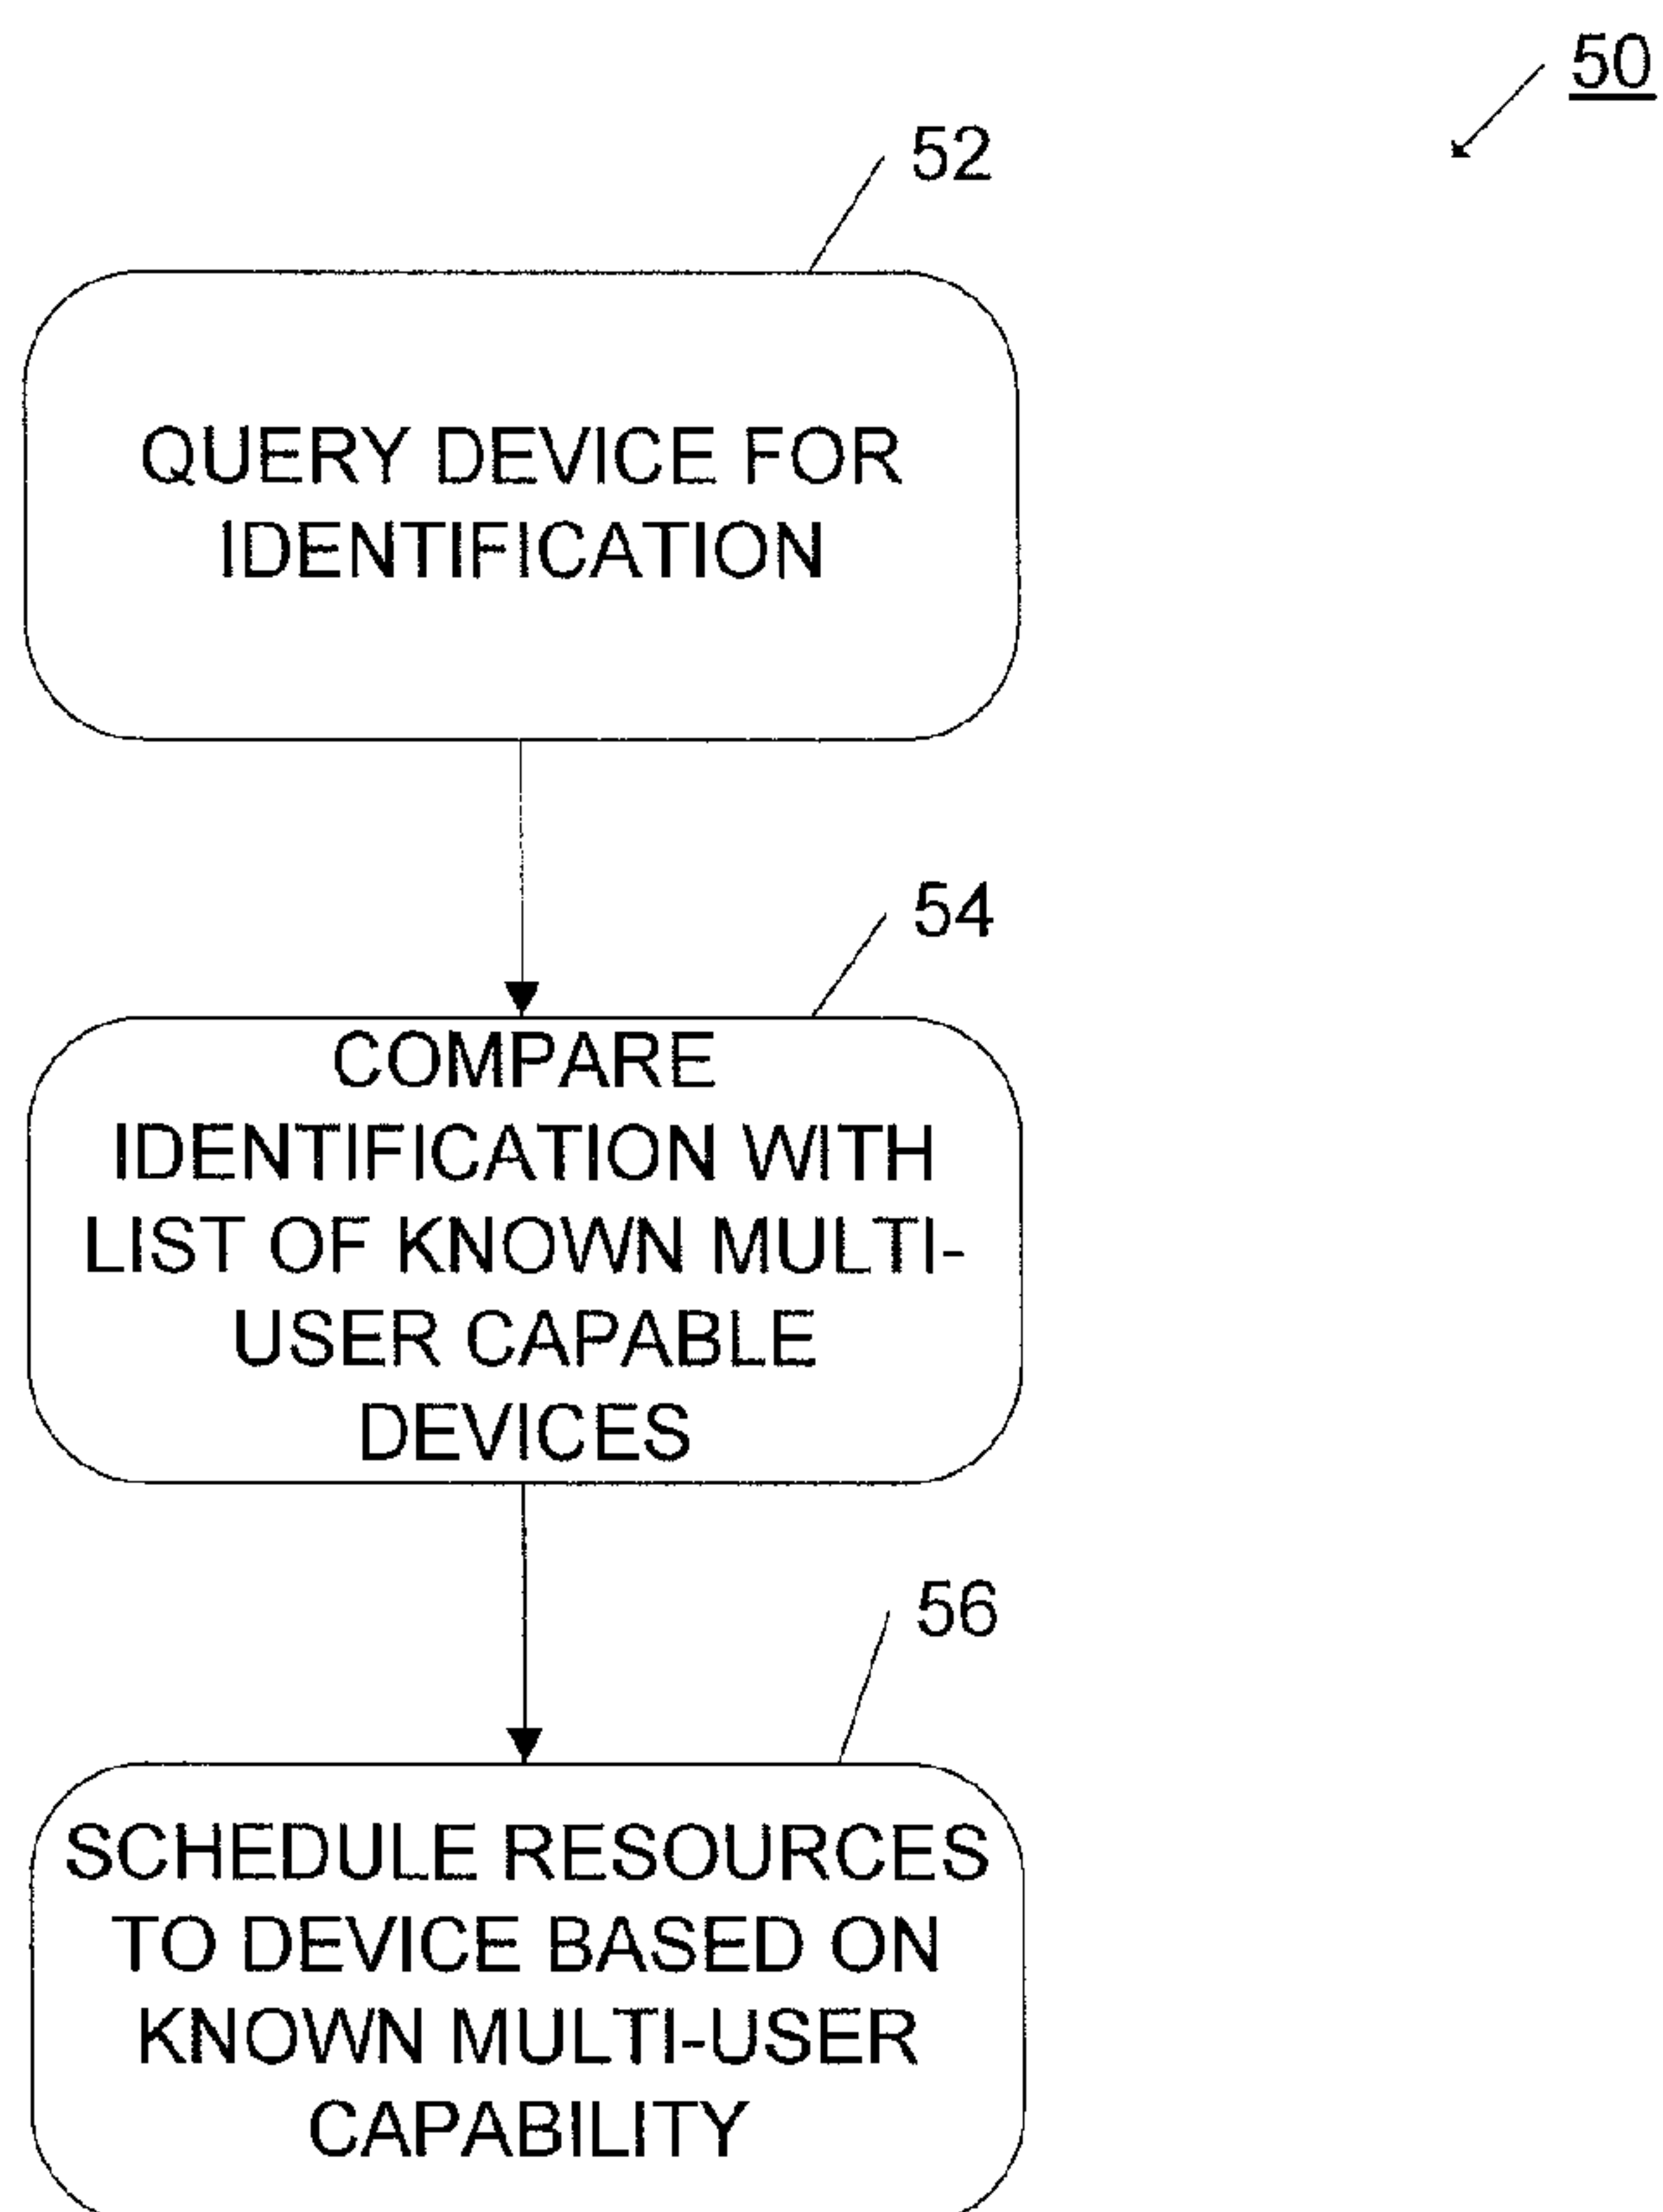 50
52
QUERY DEVICE FOR
IDENTIFICATION
54
COMPARE
IDENTIFICATION WITH
LIST OF KNOWN MULTI-
USER CAPABLE
DEVICES
56
SCHEDULE RESOURCES
TO DEVICE BASED ON
KNOWN MULTI-USER
CAPABILITY